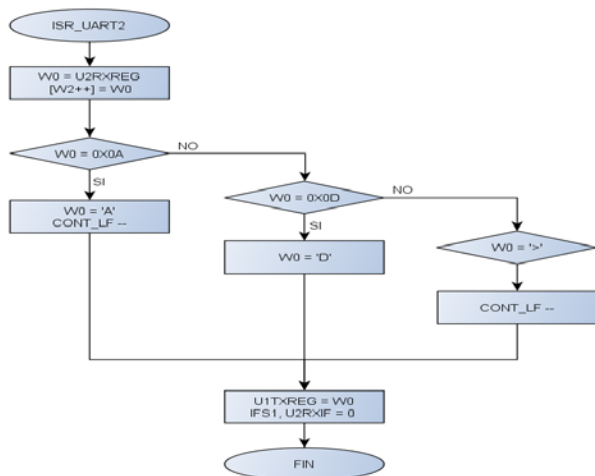 ISR_UART2
W0 = U2RXREG
[W2++] = W0
W0 = 0X0A
NO
SI
W0 = 'A'
CONT_LF --
W0 = 0X0D
NO
SI
W0 = 'D'
W0 = '>'
CONT_LF --
U1TXREG = W0
IFS1, U2RXIF = 0
FIN